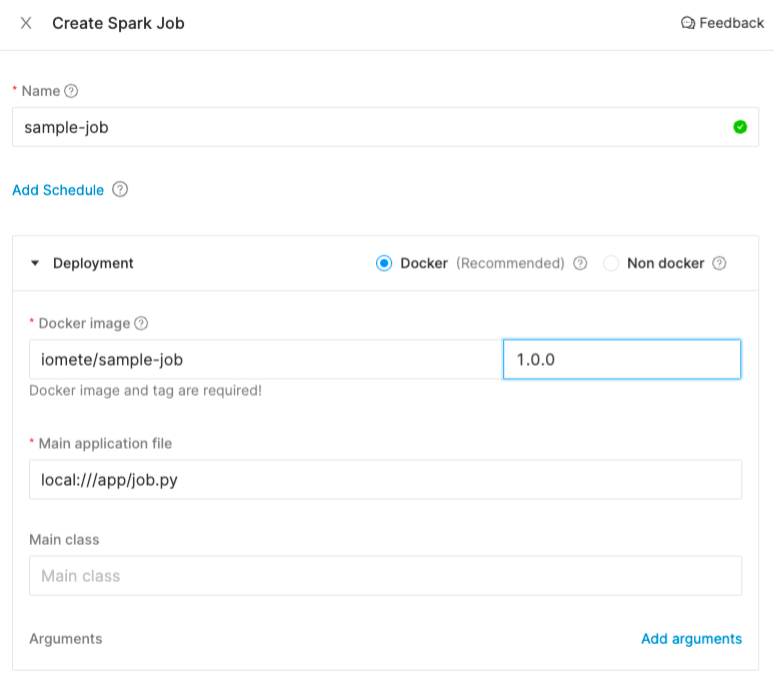 Create Spark Job
Feedback
* Name
sample-job
Add Schedule
Deployment
Docker (Recommended)
Non docker
* Docker image
iomete/sample-job
1.0.0
Docker image and tag are required!
* Main application file
local:///app/job.py
Main class
Main class
Arguments
Add arguments